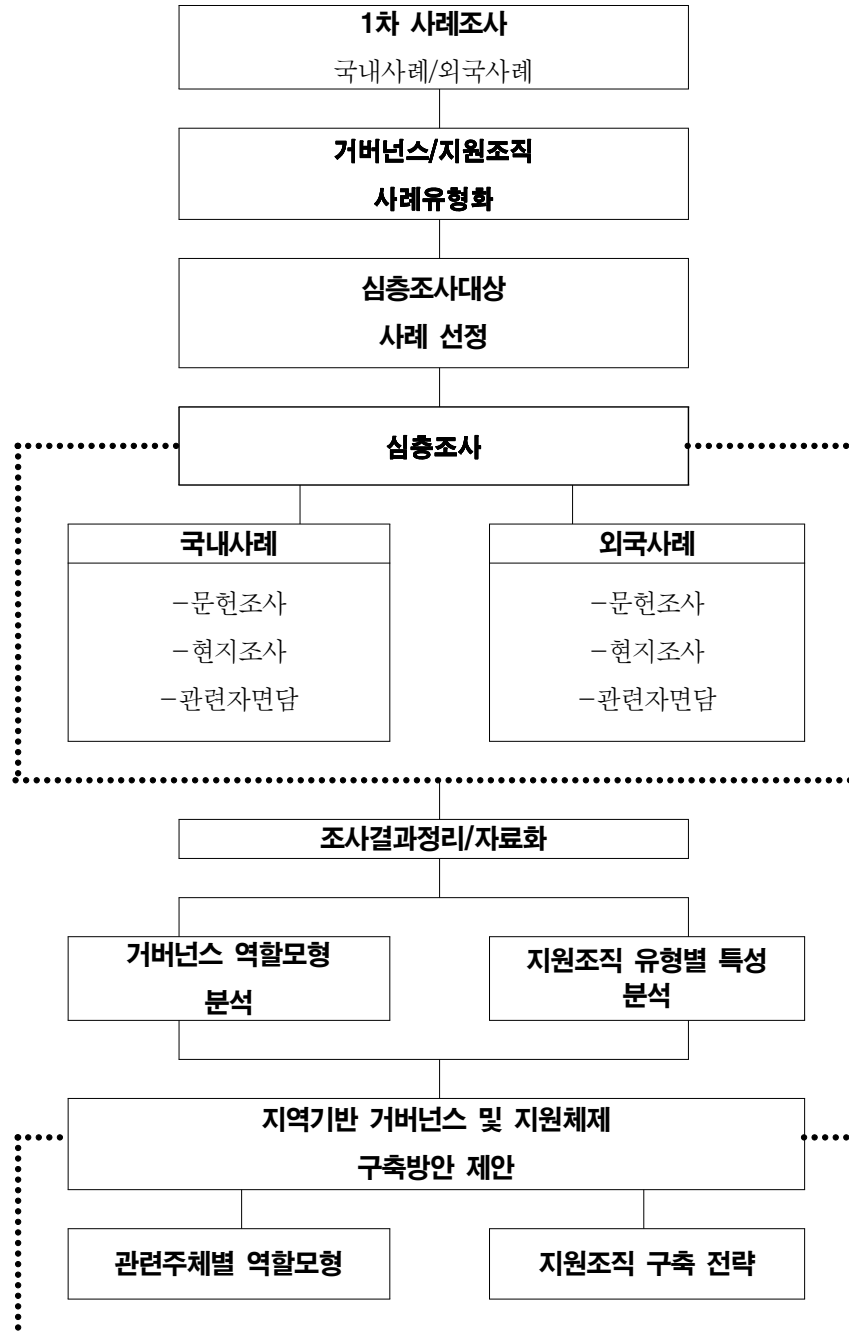 1차 사례조사
국내사례/외국사례
거버넌스/지원조직
사례유형화
심층조사대상
사례 선정
심층조사
국내사례
-문헌조사
-현지조사
-관련자면담
외국사례
-문헌조사
-현지조사
-관련자면담
조사결과정리/자료화
거버넌스 역할모형
분석
지원조직 유형별 특성
분석
지역기반 거버넌스 및 지원체제
구축방안 제안
관련주체별 역할모형
지원조직 구축 전략